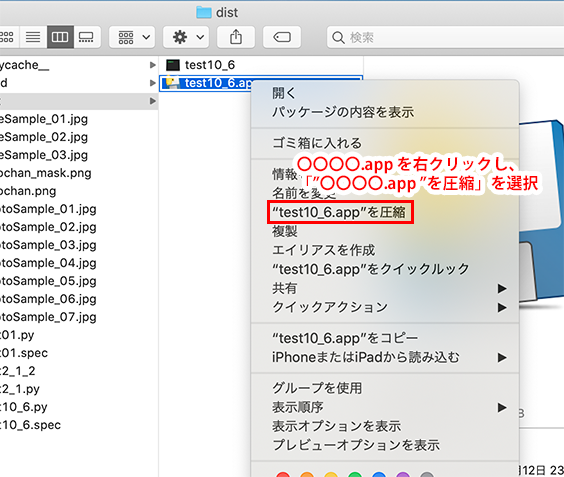 dist
検索
ycache__
d
test10_6
test10_6.ap
eSample_01.jpg
eSample_02.jpg
eSample_03.jpg
ochan_mask.png
ochan.png
otoSample_01.jpg
otoSample_02.jpg
otoSample_03.jpg
otoSample_04.jpg
otoSample_05.jpg
otoSample_06.jpg
otoSample_07.jpg
t01.py
t01.spec
t2_1_2
t2_1.py
t10_6.py
t10_6.spec
開く
パッケージの内容を表示
ゴミ箱に入れる
情報
〇〇〇〇.app を右クリックし、
「”〇〇〇〇.app ”を圧縮」を選択
名前を変更
“test10_6.app”を圧縮
複製
エイリアスを作成
“test10_6.app”をクイックルック
共有
クイックアクション
“test10_6.app”をコピー
iPhoneまたはiPadから読み込む
グループを使用
表示順序
表示オプションを表示
プレビューオプションを表示
月12日 23